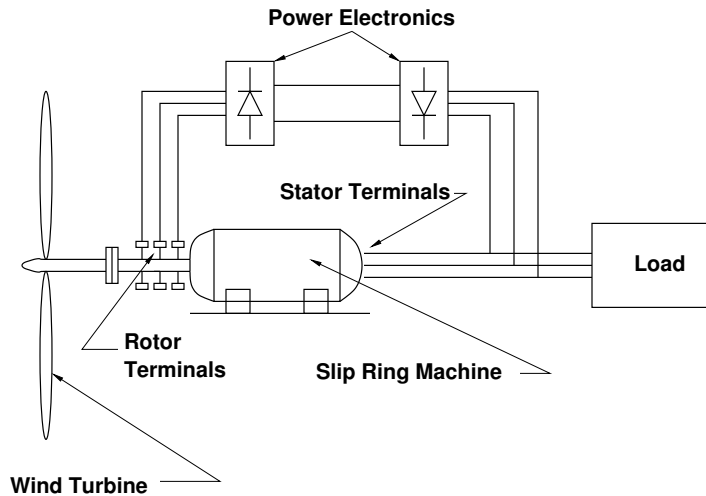 Power Electronics
Stator Terminals
Load
Rotor
Terminals
Slip Ring Machine
Wind Turbine